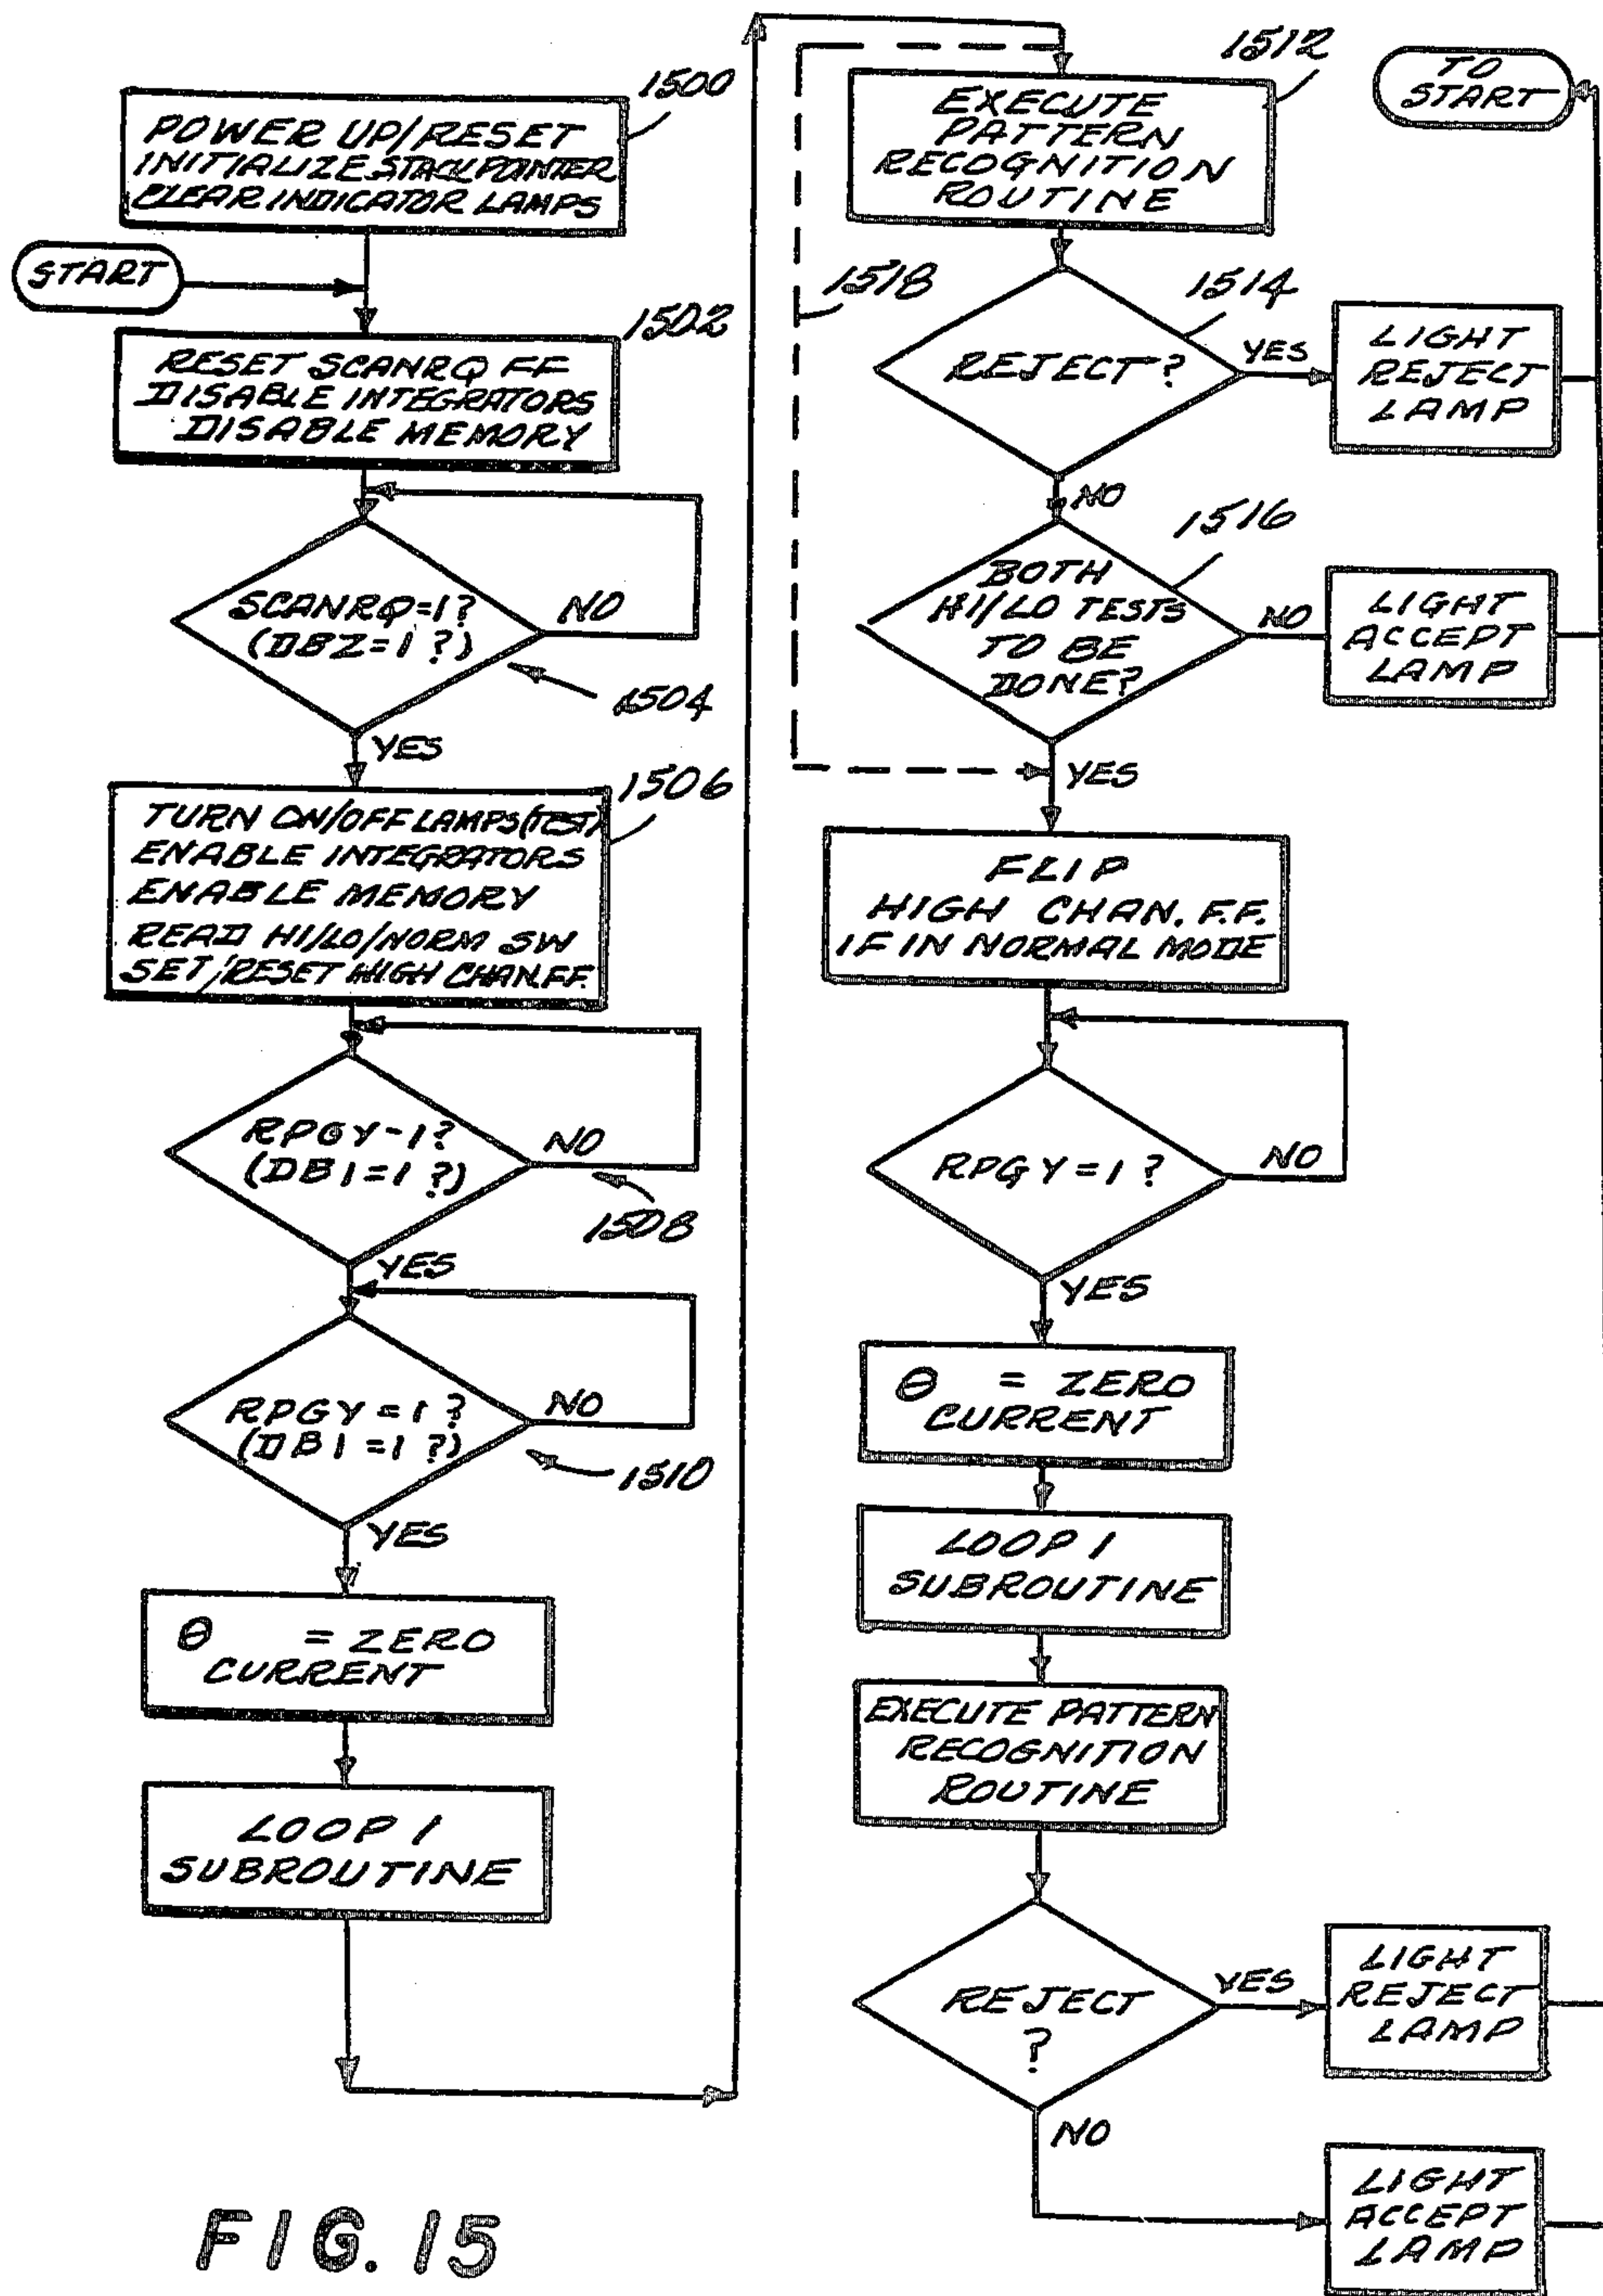 1500
POWER UP/RESET
INITIALIZE STACK POINTER
CLEAR INDICATOR LAMPS
START
1502
RESET SCANRQ FF
DISABLE INTEGRATORS
DISABLE MEMORY
SCANRQ=1?
(DBZ=1?)
NO
1504
YES
1506
TURN ON/OFF LAMPS (TEST)
ENABLE INTEGRATORS
ENABLE MEMORY
READ HI/LO/NORM SW
SET/RESET HIGH CHAN.FF.
RPGY-1?
(DB1=1?)
NO
1508
YES
RPGY=1?
(DB1=1?)
NO
1510
YES
θ = ZERO
CURRENT
LOOP 1
SUBROUTINE
1512
EXECUTE
PATTERN
RECOGNITION
ROUTINE
TO
START
1518
1514
REJECT?
YES
LIGHT
REJECT
LAMP
NO
1516
BOTH
HI/LO TESTS
TO BE
DONE?
NO
LIGHT
ACCEPT
LAMP
YES
FLIP
HIGH CHAN. F.F.
IF IN NORMAL MODE
RPGY=1?
NO
YES
θ = ZERO
CURRENT
LOOP 1
SUBROUTINE
EXECUTE PATTERN
RECOGNITION
ROUTINE
REJECT
?
YES
LIGHT
REJECT
LAMP
NO
LIGHT
ACCEPT
LAMP
FIG. 15